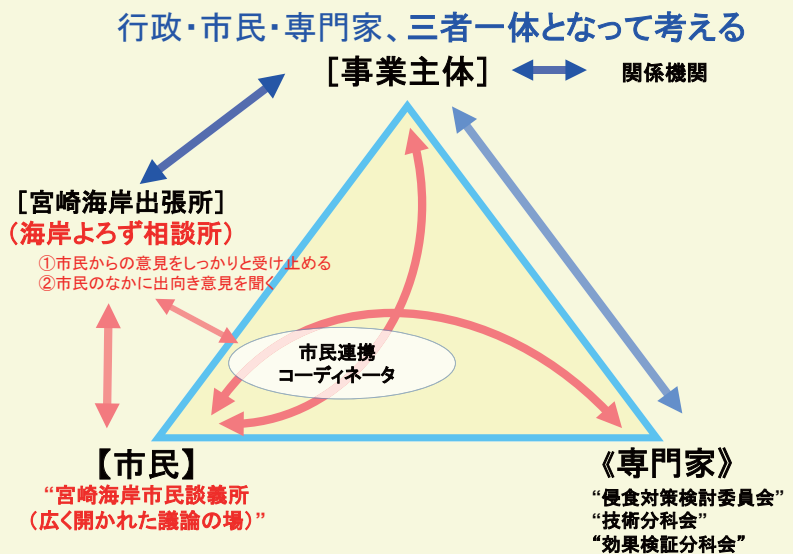 行政・市民・専門家、三者一体となって考える
[事業主体]
関係機関
[宮崎海岸出張所]
(海岸よろず相談所)
①市民からの意見をしっかりと受け止める
②市民のなかに出向き意見を聞く
市民連携
コーディネータ
【市民】
“宮崎海岸市民談義所
(広く開かれた議論の場)”
《専門家》
“侵食対策検討委員会”
“技術分科会”
“効果検証分科会”